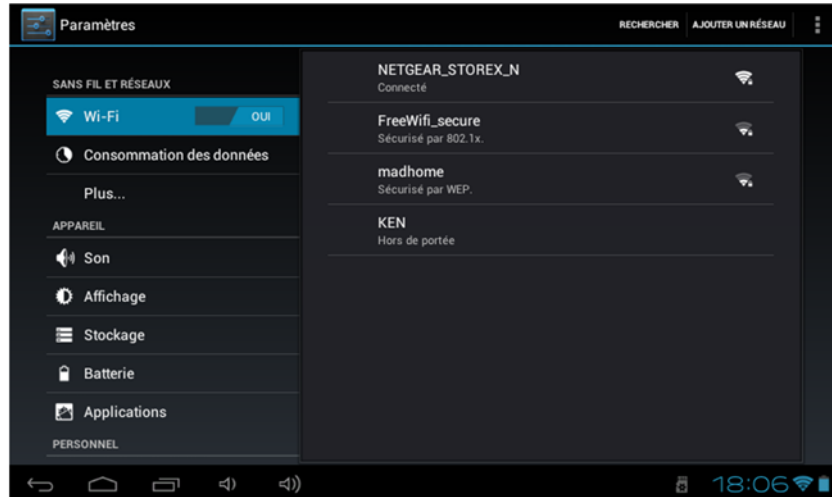 Paramètres
RECHERCHER
AJOUTER UN RÉSEAU
SANS FIL ET RÉSEAUX
Wi-Fi
OUI
Consommation des données
Plus...
APPAREIL
Son
Affichage
Stockage
Batterie
Applications
PERSONNEL
NETGEAR_STOREX_N
Connecté
FreeWifi_secure
Sécurisé par 802.1x.
madhome
Sécurisé par WEP.
KEN
Hors de portée
18:06